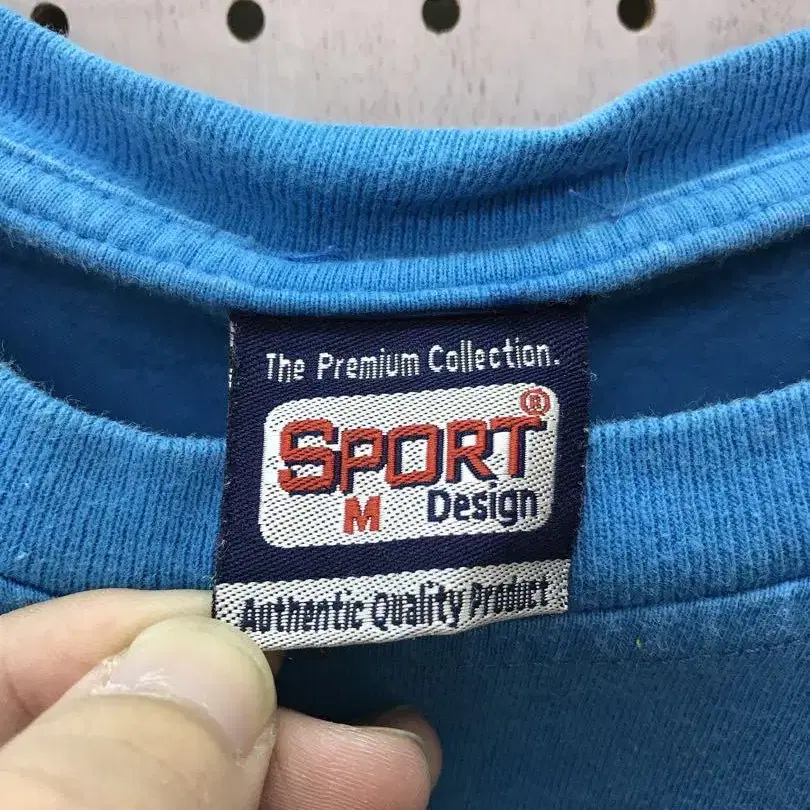 The Premium Collection.
SPORT®
M Design
Authentic Quality Product